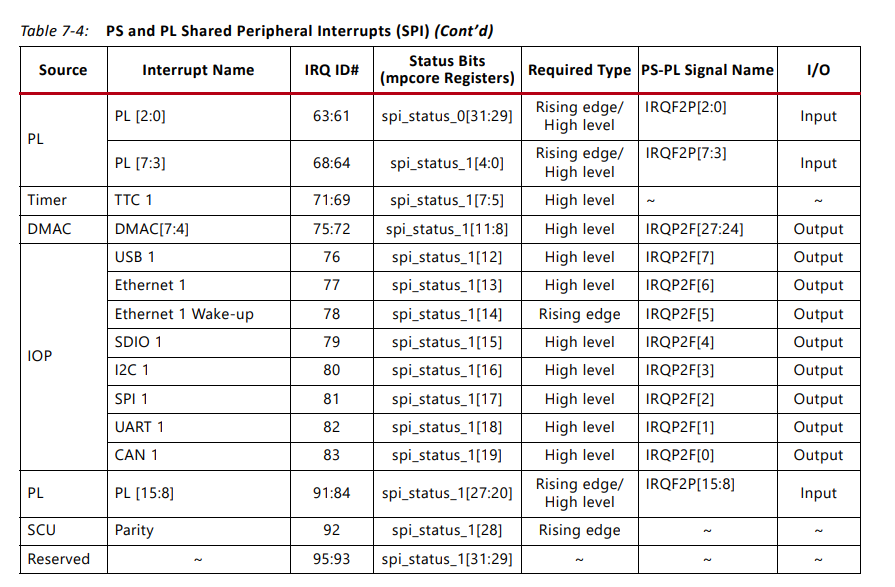 Table 7-4: PS and PL Shared Peripheral Interrupts (SPI) (Cont’d)
Source Interrupt Name IRQ ID# Status Bits (mpcore Registers) Required Type PS-PL Signal Name I/O
PL PL [2:0] 63:61 spi_status_0[31:29] Rising edge/ High level IRQF2P[2:0] Input
PL [7:3] 68:64 spi_status_1[4:0] Rising edge/ High level IRQF2P[7:3] Input
Timer TTC 1 71:69 spi_status_1[7:5] High level ~ ~
DMAC DMAC[7:4] 75:72 spi_status_1[11:8] High level IRQP2F[27:24] Output
IOP USB 1 76 spi_status_1[12] High level IRQP2F[7] Output
Ethernet 1 77 spi_status_1[13] High level IRQP2F[6] Output
Ethernet 1 Wake-up 78 spi_status_1[14] Rising edge IRQP2F[5] Output
SDIO 1 79 spi_status_1[15] High level IRQP2F[4] Output
I2C 1 80 spi_status_1[16] High level IRQP2F[3] Output
SPI 1 81 spi_status_1[17] High level IRQP2F[2] Output
UART 1 82 spi_status_1[18] High level IRQP2F[1] Output
CAN 1 83 spi_status_1[19] High level IRQP2F[0] Output
PL PL [15:8] 91:84 spi_status_1[27:20] Rising edge/ High level IRQF2P[15:8] Input
SCU Parity 92 spi_status_1[28] Rising edge ~ ~
Reserved ~ 95:93 spi_status_1[31:29] ~ ~ ~